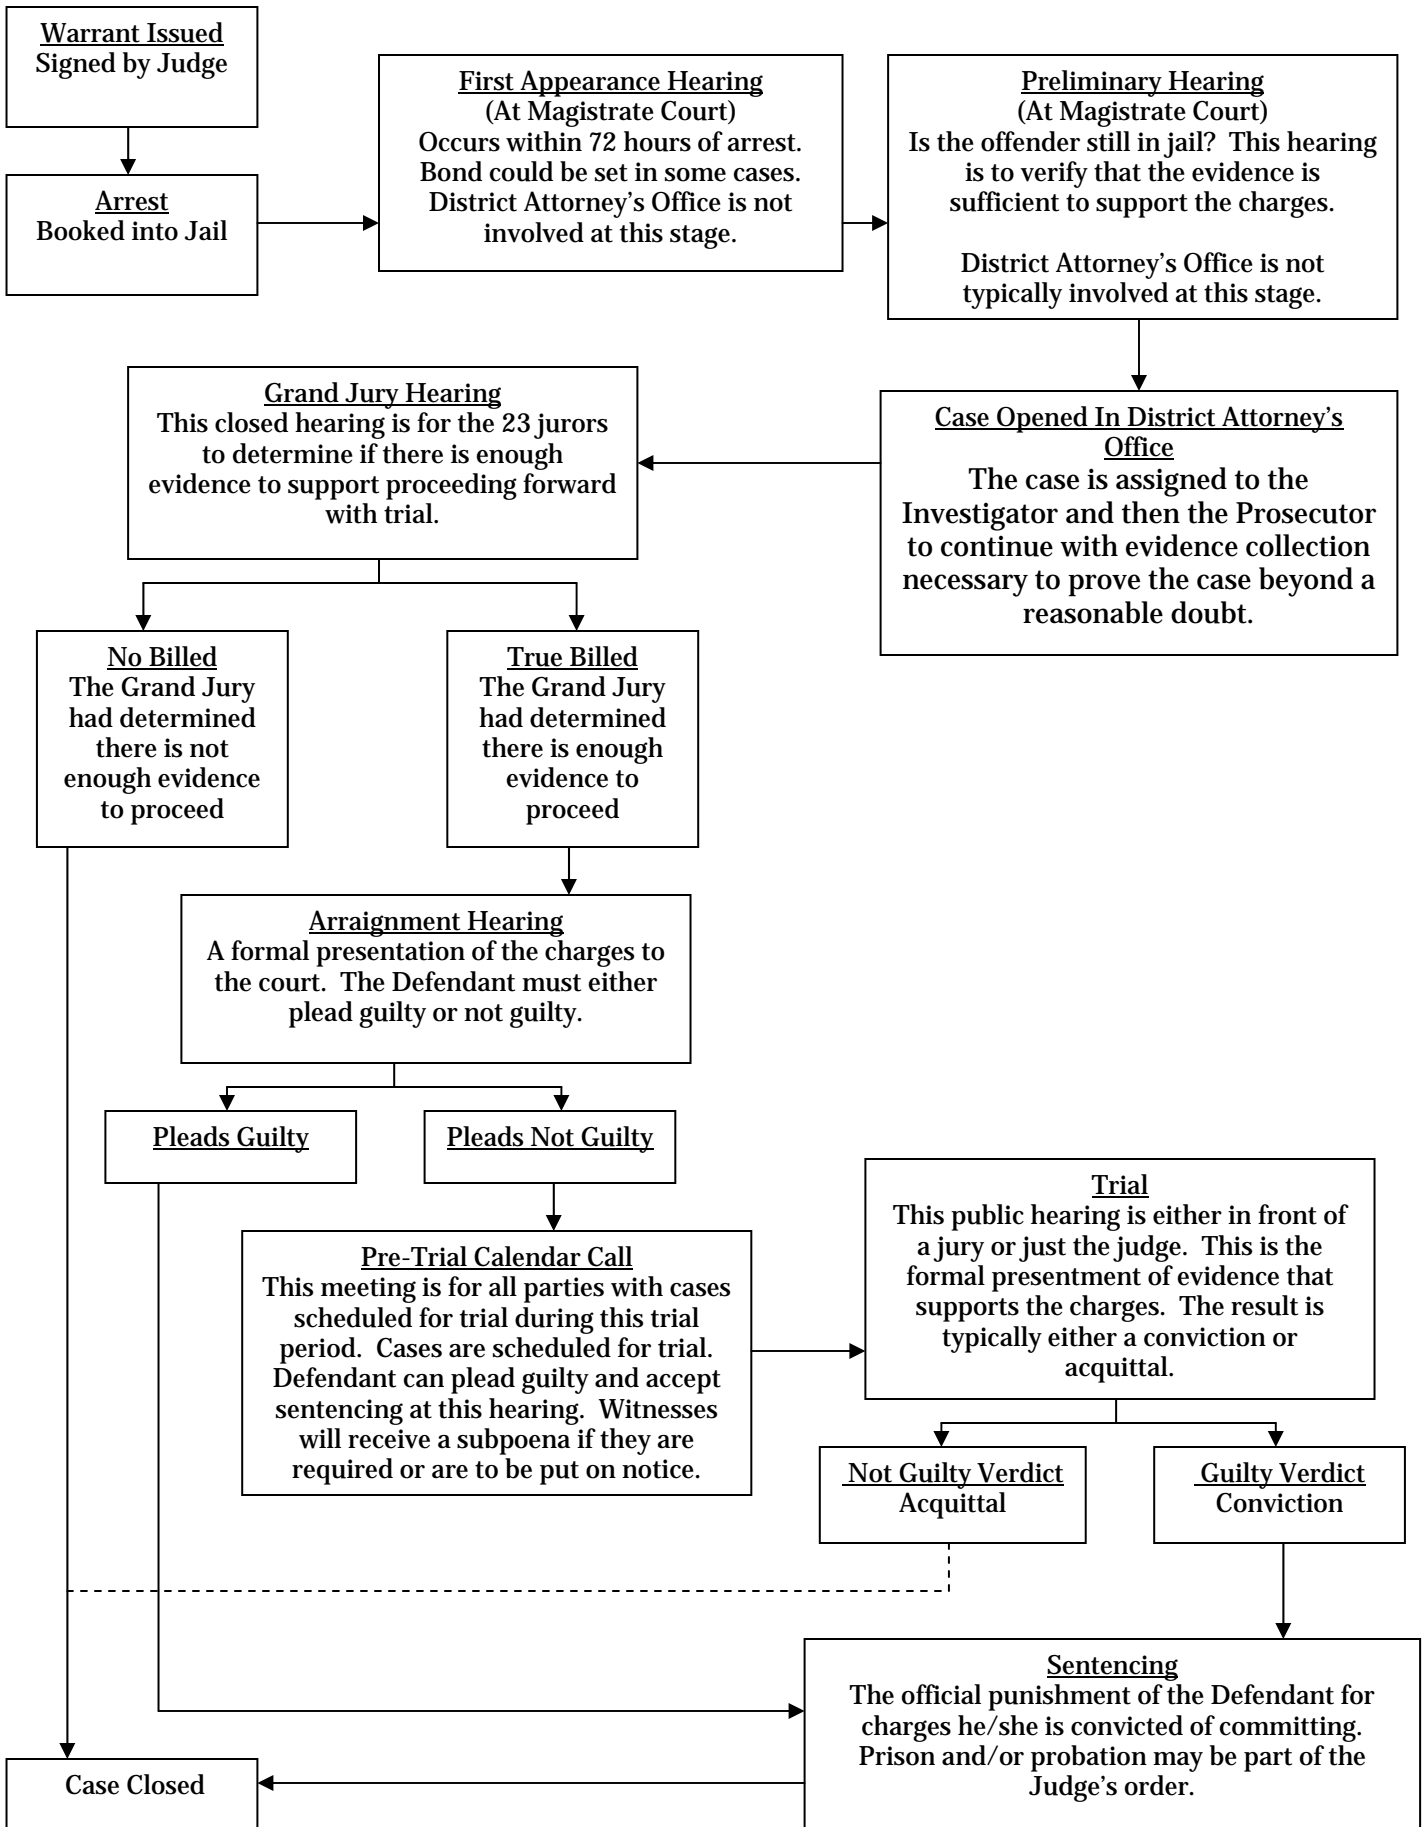 Warrant Issued
Signed by Judge
Arrest
Booked into Jail
First Appearance Hearing
(At Magistrate Court)
Occurs within 72 hours of arrest.
Bond could be set in some cases.
District Attorney’s Office is not
involved at this stage.
Preliminary Hearing
(At Magistrate Court)
Is the offender still in jail?  This hearing
is to verify that the evidence is
sufficient to support the charges.
District Attorney’s Office is not
typically involved at this stage.
Case Opened In District Attorney’s
Office
The case is assigned to the
Investigator and then the Prosecutor
to continue with evidence collection
necessary to prove the case beyond a
reasonable doubt.
Grand Jury Hearing
This closed hearing is for the 23 jurors
to determine if there is enough
evidence to support proceeding forward
with trial.
No Billed
The Grand Jury
had determined
there is not
enough evidence
to proceed
True Billed
The Grand Jury
had determined
there is enough
evidence to
proceed
Arraignment Hearing
A formal presentation of the charges to
the court.  The Defendant must either
plead guilty or not guilty.
Pleads Guilty
Pleads Not Guilty
Pre-Trial Calendar Call
This meeting is for all parties with cases
scheduled for trial during this trial
period.  Cases are scheduled for trial.
Defendant can plead guilty and accept
sentencing at this hearing.  Witnesses
will receive a subpoena if they are
required or are to be put on notice.
Trial
This public hearing is either in front of
a jury or just the judge.  This is the
formal presentment of evidence that
supports the charges.  The result is
typically either a conviction or
acquittal.
Not Guilty Verdict
Acquittal
Guilty Verdict
Conviction
Sentencing
The official punishment of the Defendant for
charges he/she is convicted of committing.
Prison and/or probation may be part of the
Judge’s order.
Case Closed